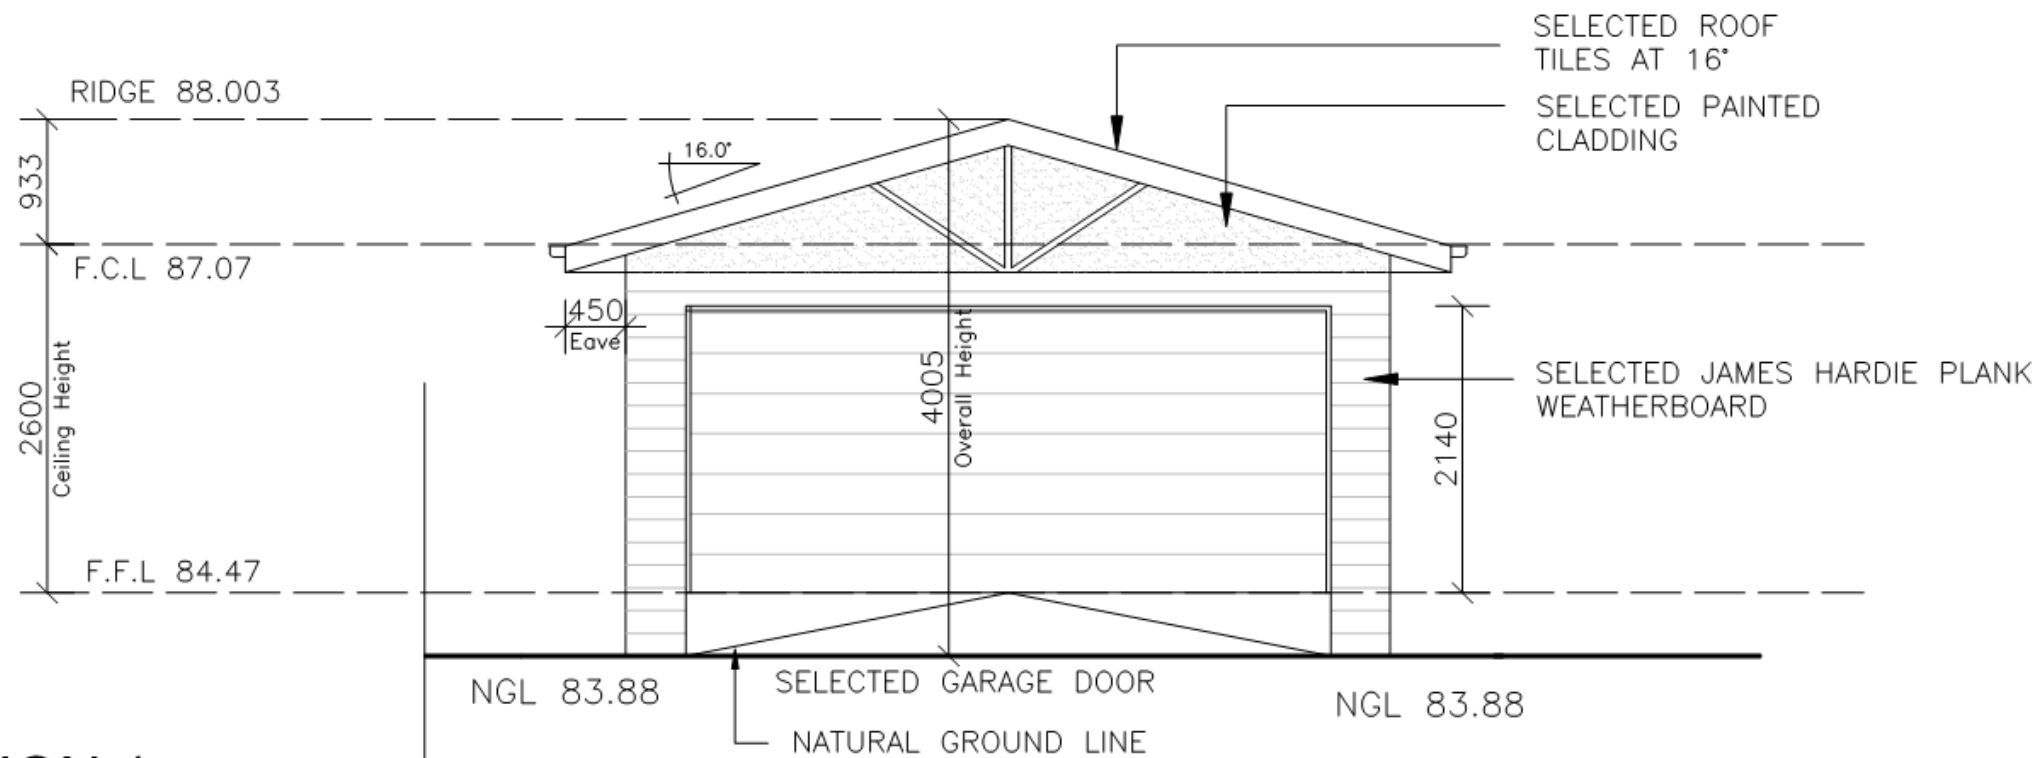 SELECTED ROOF
TILES AT 16°
RIDGE 88.003
SELECTED PAINTED
CLADDING
16.0°
933
F.C.L 87.07
450
Eave
4005
Overall Height
2600
Ceiling Height
SELECTED JAMES HARDIE PLANK
WEATHERBOARD
2140
F.F.L 84.47
NGL 83.88
SELECTED GARAGE DOOR
NGL 83.88
NATURAL GROUND LINE